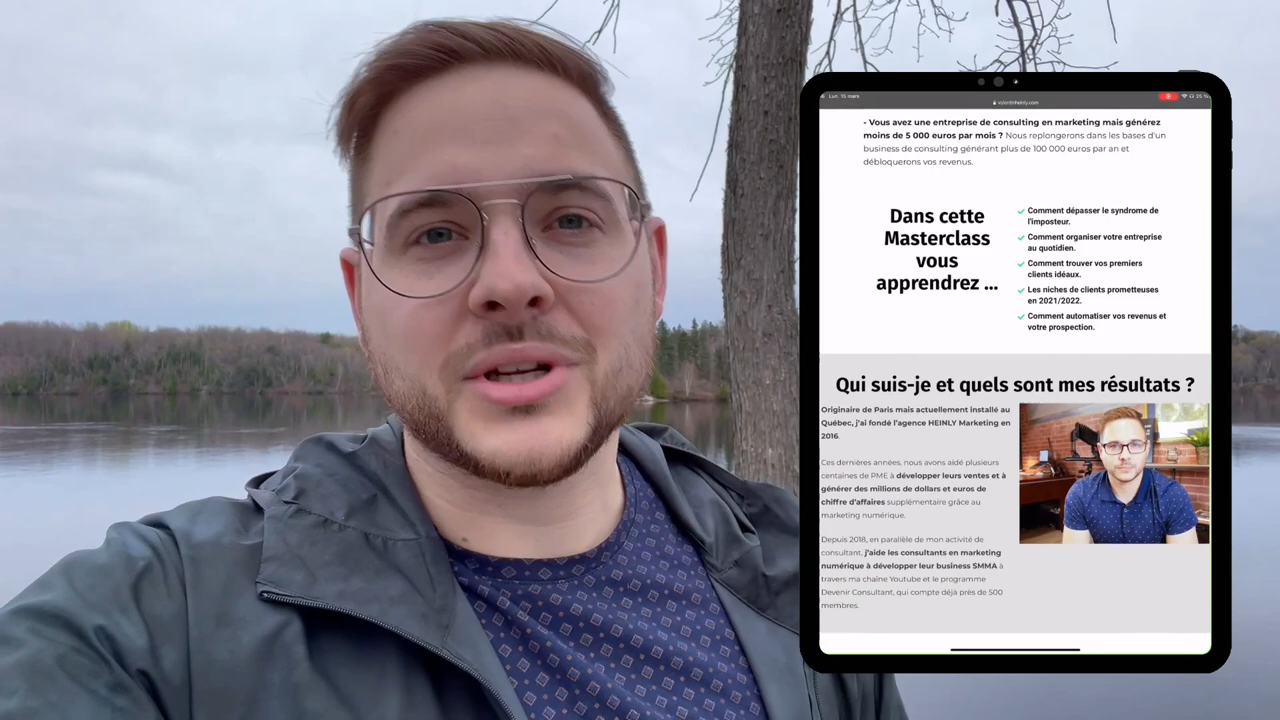 Lun. 15 mars
valentinheinly.com
- Vous avez une entreprise de consulting en marketing mais générez
moins de 5 000 euros par mois ? Nous replongerons dans les bases d'un
business de consulting générant plus de 100 000 euros par an et
débloquerons vos revenus.
Dans cette
Masterclass
vous
apprendrez ...
Comment dépasser le syndrome de
l'imposteur.
Comment organiser votre entreprise
au quotidien.
Comment trouver vos premiers
clients idéaux.
Les niches de clients prometteuses
en 2021/2022.
Comment automatiser vos revenus et
votre prospection.
Qui suis-je et quels sont mes résultats ?
Originaire de Paris mais actuellement installé au
Québec, j'ai fondé l'agence HEINLY Marketing en
2016.
Ces dernières années, nous avons aidé plusieurs
centaines de PME à développer leurs ventes et à
générer des millions de dollars et euros de
chiffre d'affaires supplémentaire grâce au
marketing numérique.
Depuis 2018, en parallèle de mon activité de
consultant, j'aide les consultants en marketing
numérique à développer leur business SMMA à
travers ma chaîne Youtube et le programme
Devenir Consultant, qui compte déjà près de 500
membres.